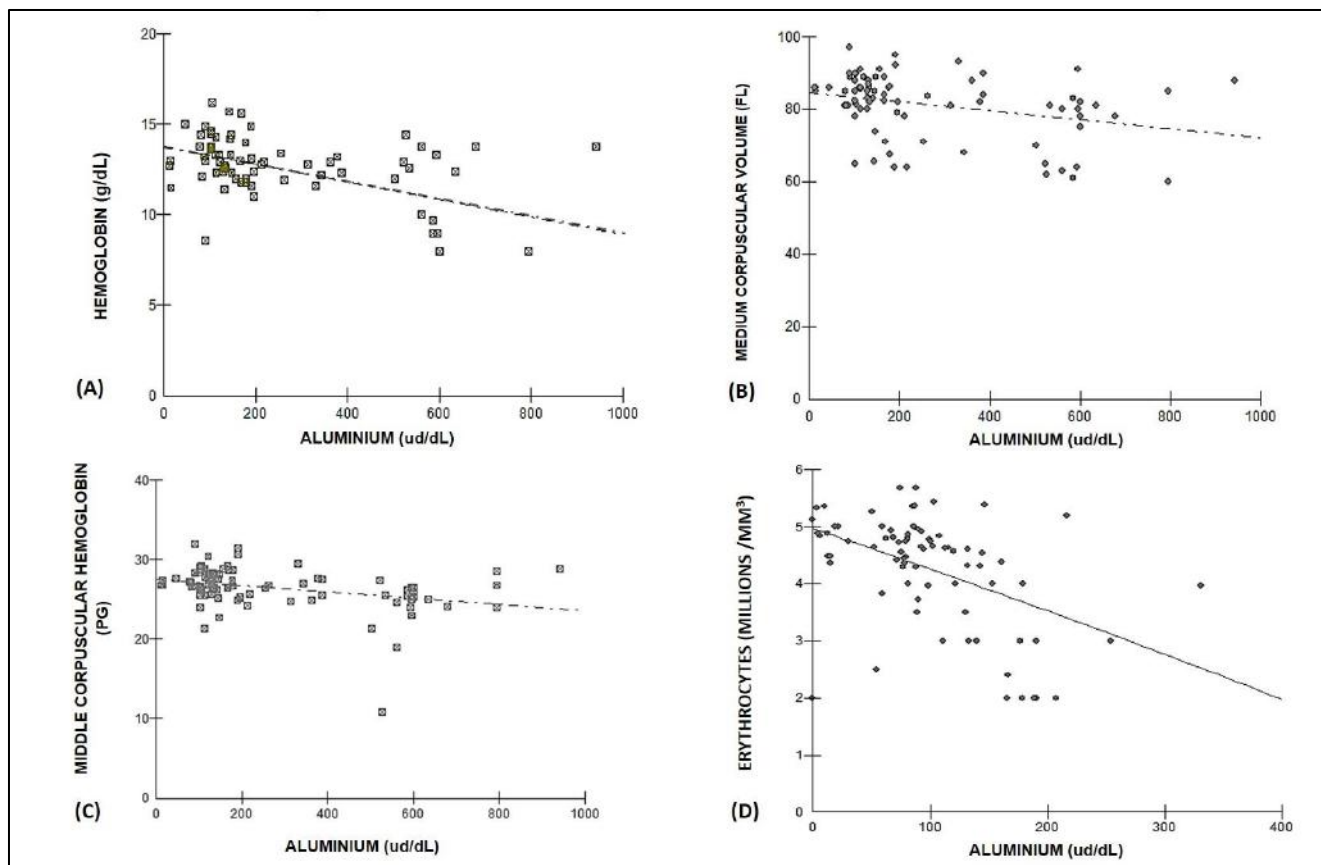 20
15
10
5
0
HEMOGLOBIN (g/dL)
(A)
0 200 400 600 800 1000
ALUMINIUM (ud/dL)
100
80
60
40
20
0
MEDIUM CORPUSCULAR VOLUME (FL)
(B)
0 200 400 600 800 1000
ALUMINIUM (ud/dL)
40
30
20
10
0
MIDDLE CORPUSCULAR HEMOGLOBIN
(PG)
(C)
0 200 400 600 800 1000
ALUMINIUM (ud/dL)
6
5
4
3
2
1
0
ERYTHROCYTES (MILLIONS /MM³)
(D)
0 100 200 300 400
ALUMINIUM (ud/dL)